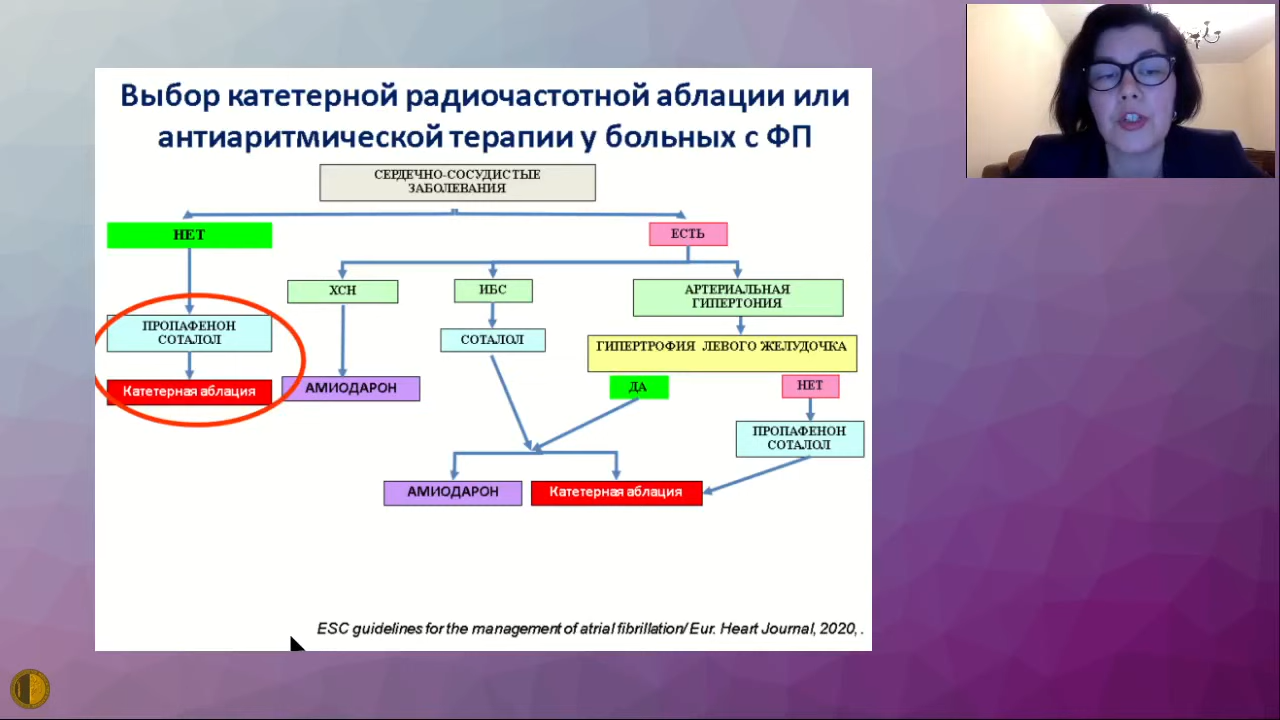 Выбор катетерной радиочастотной аблации или
антиаритмической терапии у больных с ФП
СЕРДЕЧНО-СОСУДИСТЫЕ
ЗАБОЛЕВАНИЯ
НЕТ
ЕСТЬ
ХСН
ИБС
АРТЕРИАЛЬНАЯ
ГИПЕРТОНИЯ
ПРОПАФЕНОН
СОТАЛОЛ
СОТАЛОЛ
ГИПЕРТРОФИЯ ЛЕВОГО ЖЕЛУДОЧКА
Катетерная аблация
АМИОДАРОН
ДА
НЕТ
ПРОПАФЕНОН
СОТАЛОЛ
АМИОДАРОН
Катетерная аблация
ESC guidelines for the management of atrial fibrillation/ Eur. Heart Journal, 2020, .